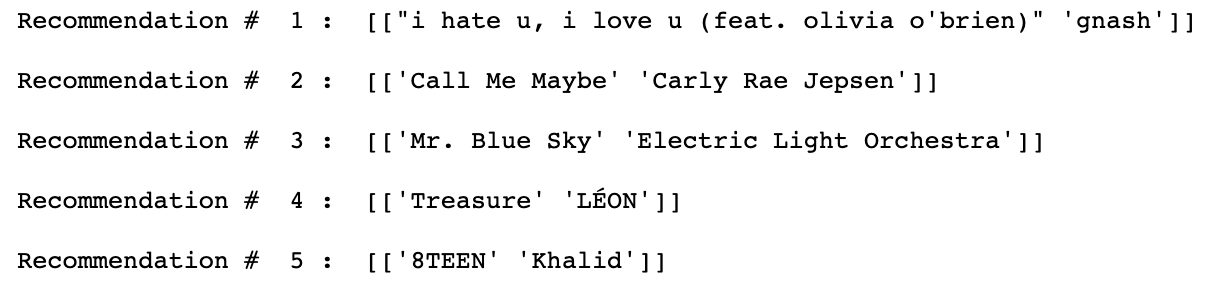 Recommendation #  1 :  [["i hate u, i love u (feat. olivia o'brien)" 'gnash']]
Recommendation #  2 :  [['Call Me Maybe' 'Carly Rae Jepsen']]
Recommendation #  3 :  [['Mr. Blue Sky' 'Electric Light Orchestra']]
Recommendation #  4 :  [['Treasure' 'LÉON']]
Recommendation #  5 :  [['8TEEN' 'Khalid']]